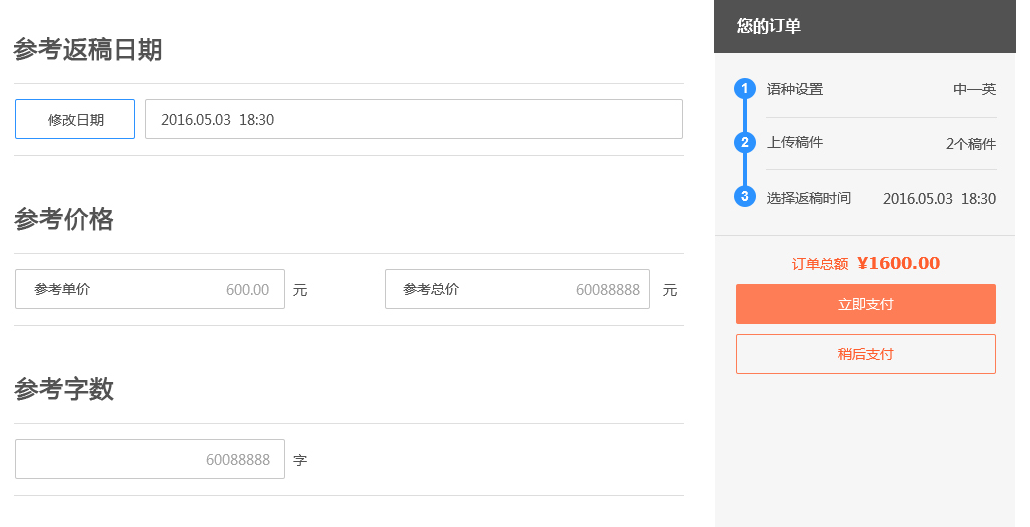 参考返稿日期
修改日期 2016.05.03 18:30
参考价格
参考单价 600.00 元 参考总价 60088888 元
参考字数
60088888 字
您的订单
1 语种设置 中—英
2 上传稿件 2个稿件
3 选择返稿时间 2016.05.03 18:30
订单总额 ¥1600.00
立即支付
稍后支付